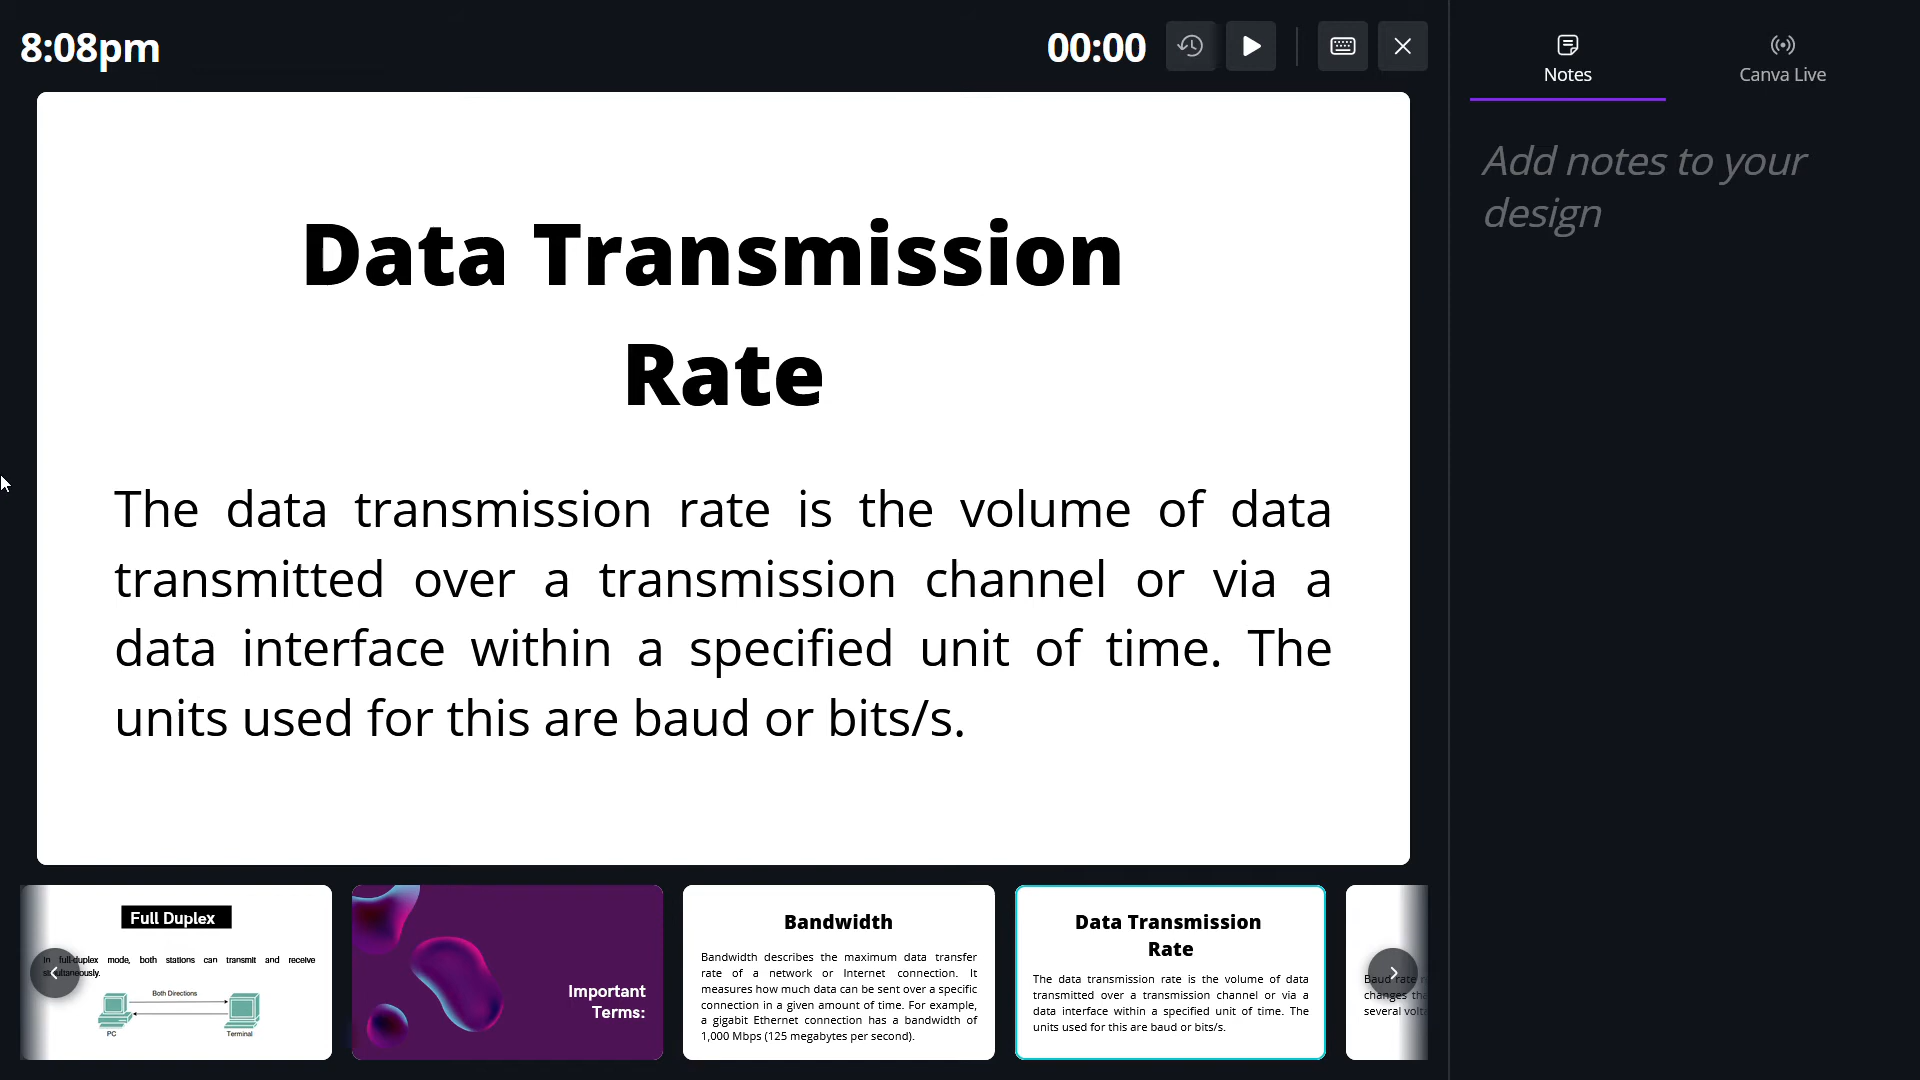 8:08pm
00:00
Notes
Canva Live
Add notes to your
design
Data Transmission
Rate
The data transmission rate is the volume of data
transmitted over a transmission channel or via a
data interface within a specified unit of time. The
units used for this are baud or bits/s.
Full Duplex
In full-duplex mode, both stations can transmit and receive
Both Directions
PC
Terminal
Important
Terms:
Bandwidth
Bandwidth describes the maximum data transfer
rate of a network or Internet connection. It
measures how much data can be sent over a specific
connection in a given amount of time. For example,
a gigabit Ethernet connection has a bandwidth of
1,000 Mbps (125 megabytes per second).
Data Transmission
Rate
The data transmission rate is the volume of data
transmitted over a transmission channel or via a
data interface within a specified unit of time. The
units used for this are baud or bits/s.
Baud rate
changes
several